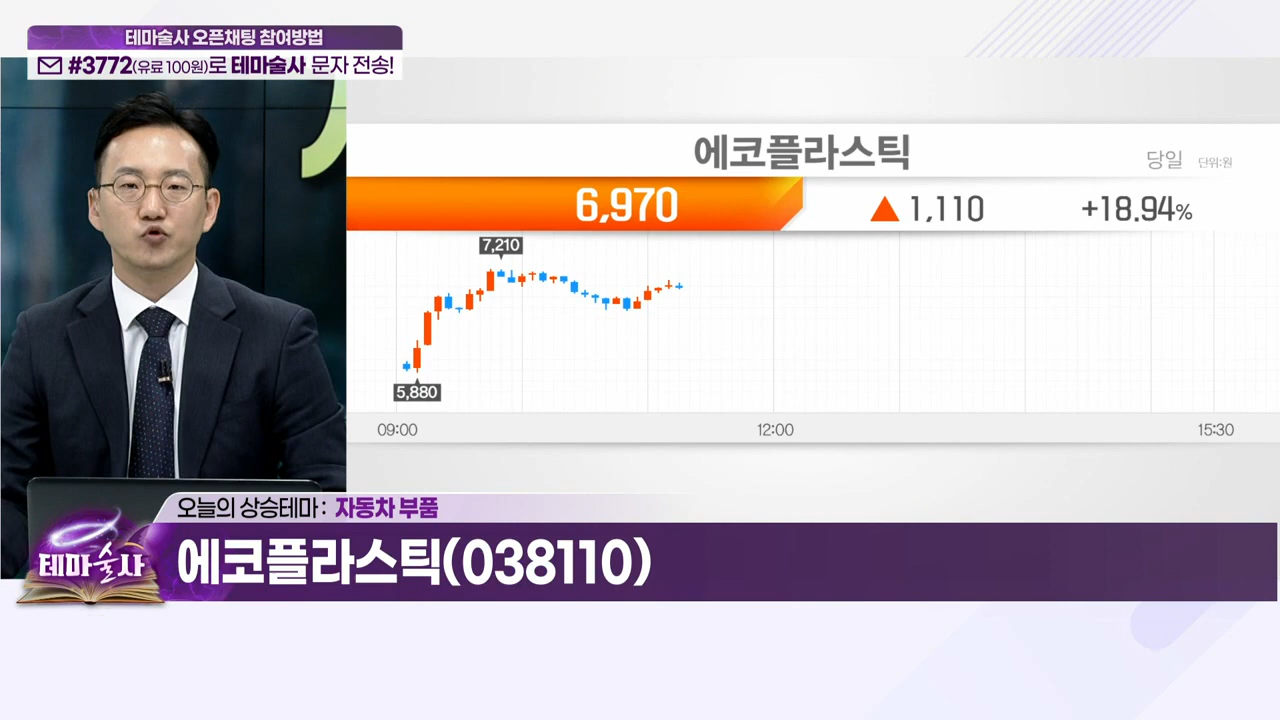 테마술사 오픈채팅 참여방법
#3772(유료 100원)로 테마술사 문자 전송!
에코플라스틱
당일 단위:원
6,970 ▲ 1,110 +18.94%
7,210
5,880
09:00 12:00 15:30
오늘의 상승테마 : 자동차 부품
테마술사
에코플라스틱(038110)